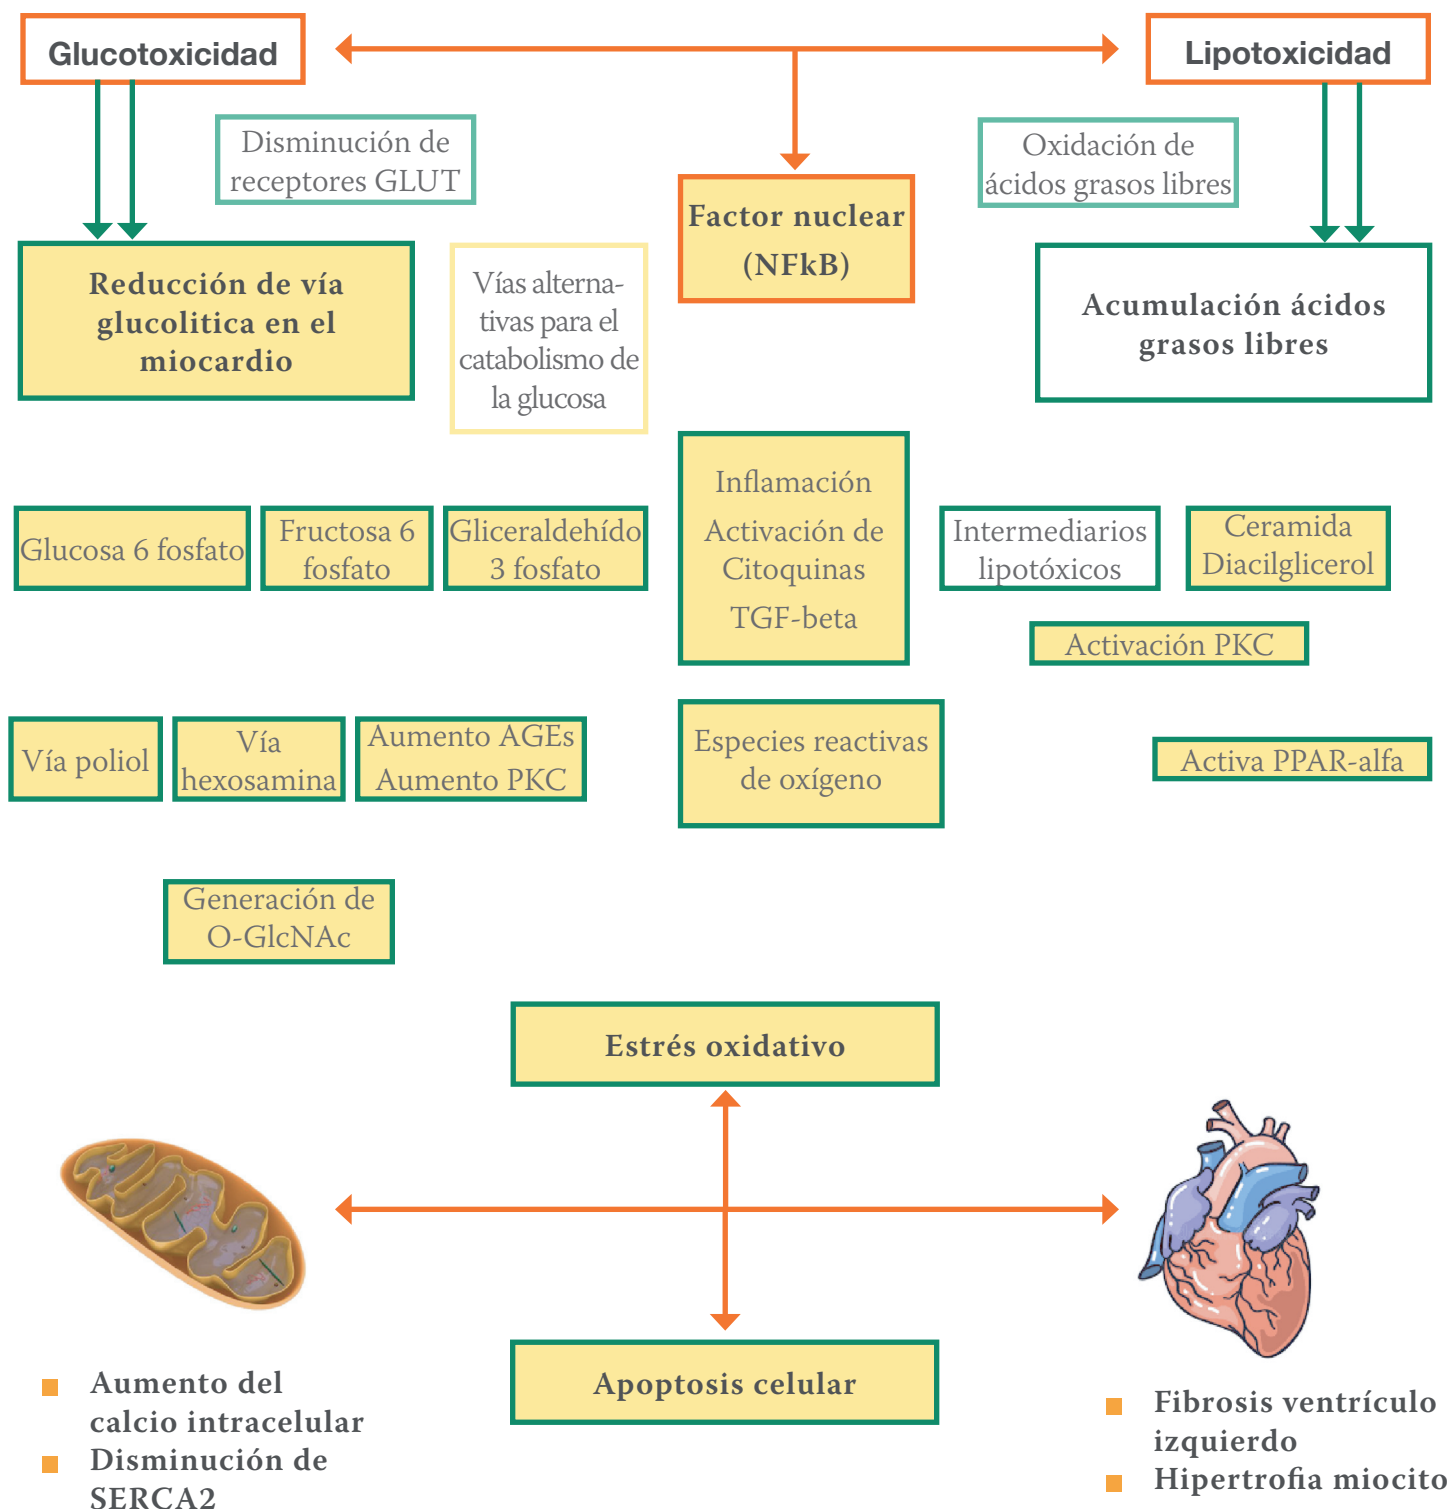 Glucotoxicidad
Lipotoxicidad
Disminución de
receptores GLUT
Oxidación de
ácidos grasos libres
Factor nuclear
(NFkB)
Reducción de vía
glucolitica en el
miocardio
Vías alterna-
tivas para el
catabolismo de
la glucosa
Acumulación ácidos
grasos libres
Glucosa 6 fosfato
Fructosa 6
fosfato
Gliceraldehído
3 fosfato
Inflamación
Activación de
Citoquinas
TGF-beta
Intermediarios
lipotóxicos
Ceramida
Diacilglicerol
Activación PKC
Vía poliol
Vía
hexosamina
Aumento AGEs
Aumento PKC
Especies reactivas
de oxígeno
Activa PPAR-alfa
Generación de
O-GlcNAc
Estrés oxidativo
Apoptosis celular
Aumento del
calcio intracelular
Disminución de
SERCA2
Fibrosis ventrículo
izquierdo
Hipertrofia miocito